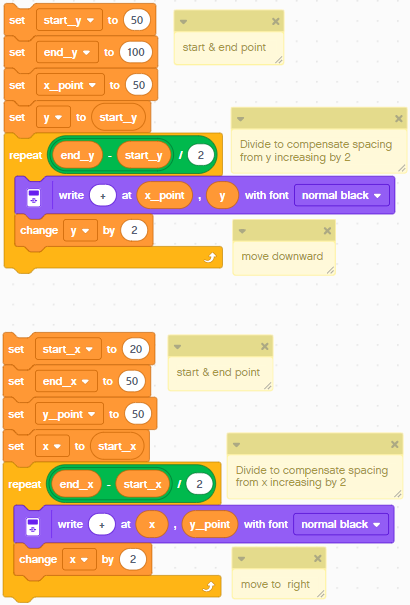 set start_y to 50
start & end point
set end_y to 100
set x_point to 50
set y to start_y
repeat end_y - start_y / 2
Divide to compensate spacing
from y increasing by 2
write + at x_point , y with font normal black
change y by 2
move downward
set start_x to 20
start & end point
set end_x to 50
set y_point to 50
set x to start_x
repeat end_x - start_x / 2
Divide to compensate spacing
from x increasing by 2
write + at x , y_point with font normal black
change x by 2
move to right